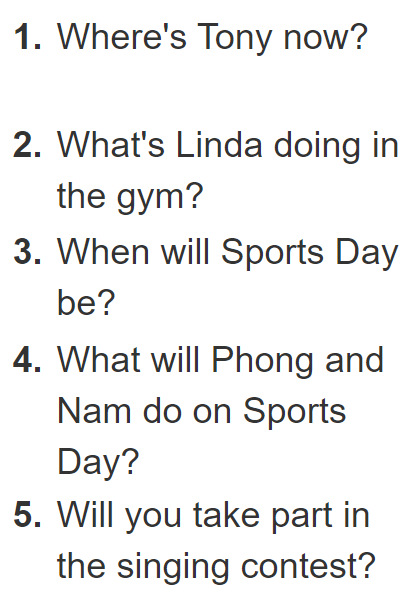 1. Where's Tony now?
2. What's Linda doing in
the gym?
3. When will Sports Day
be?
4. What will Phong and
Nam do on Sports
Day?
5. Will you take part in
the singing contest?